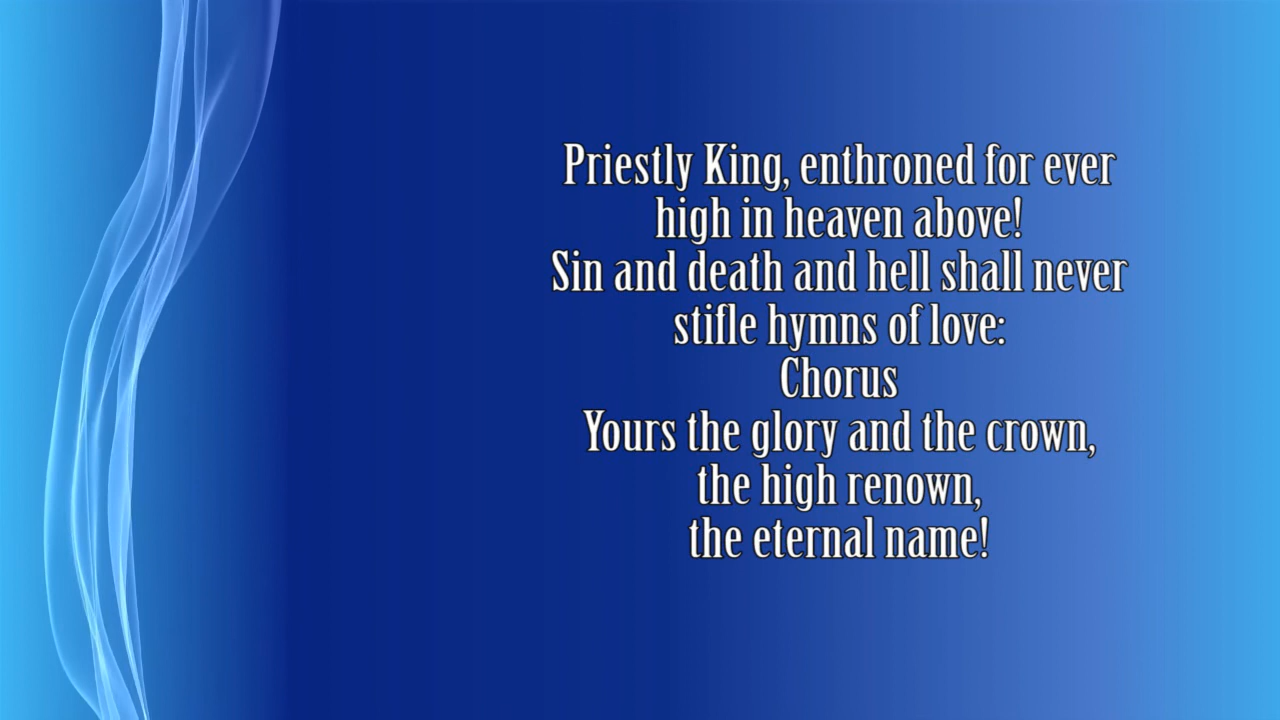 Priestly King, enthroned for ever
high in heaven above!
Sin and death and hell shall never
stifle hymns of love:
Chorus
Yours the glory and the crown,
the high renown,
the eternal name!